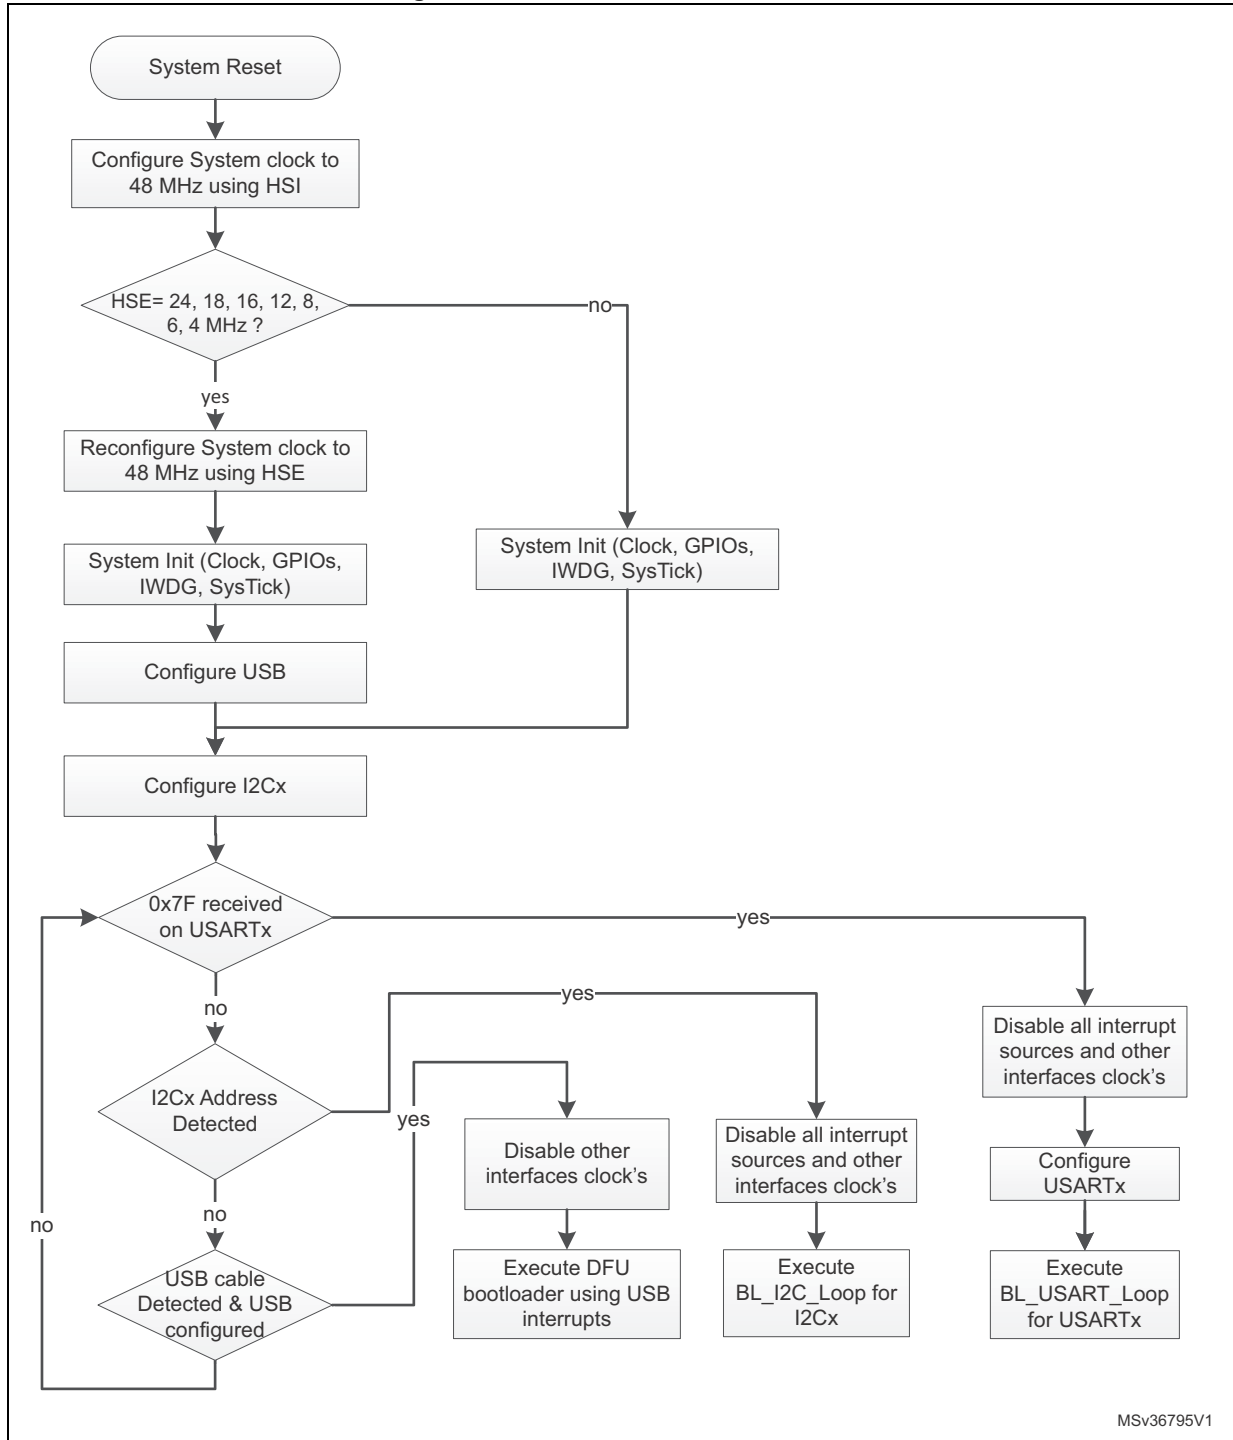 System Reset
Configure System clock to
48 MHz using HSI
HSE= 24, 18, 16, 12, 8,
6, 4 MHz ?
no
yes
Reconfigure System clock to
48 MHz using HSE
System Init (Clock, GPIOs,
IWDG, SysTick)
System Init (Clock, GPIOs,
IWDG, SysTick)
Configure USB
Configure I2Cx
0x7F received
on USARTx
yes
no
yes
I2Cx Address
Detected
yes
no
no
USB cable
Detected & USB
configured
Disable other
interfaces clock's
Execute DFU
bootloader using USB
interrupts
Disable all interrupt
sources and other
interfaces clock's
Execute
BL_I2C_Loop for
I2Cx
Disable all interrupt
sources and other
interfaces clock's
Configure
USARTx
Execute
BL_USART_Loop
for USARTx
MSv36795V1